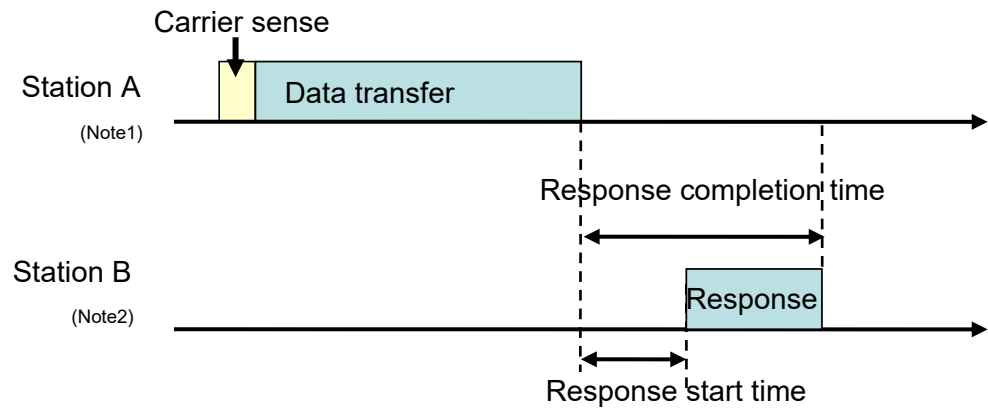 Carrier sense
Station A
Data transfer
(Note1)
Response completion time
Station B
Response
(Note2)
Response start time